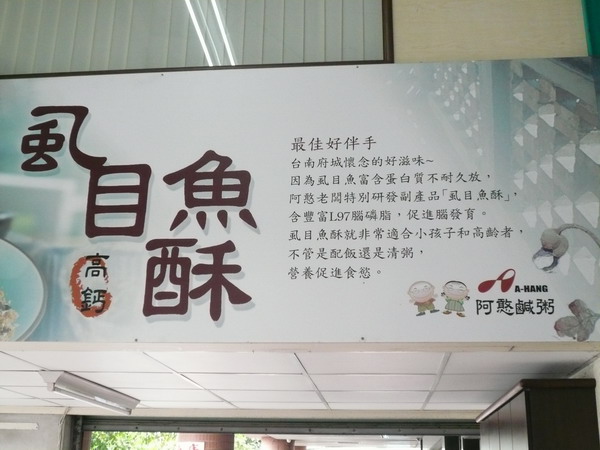 虱目魚酥
高鈣
最佳好伴手
台南府城懷念的好滋味~
因為虱目魚富含蛋白質不耐久放，
阿憨老闆特別研發副產品「虱目魚酥」，
含豐富L97腦磷脂，促進腦發育。
虱目魚酥就非常適合小孩子和高齡者，
不管是配飯還是清粥，
營養促進食慾。
A-HANG
阿憨鹹粥